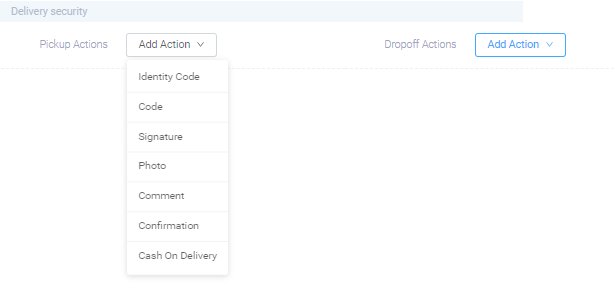 Delivery security
Pickup Actions Add Action Dropoff Actions Add Action
Identity Code
Code
Signature
Photo
Comment
Confirmation
Cash On Delivery